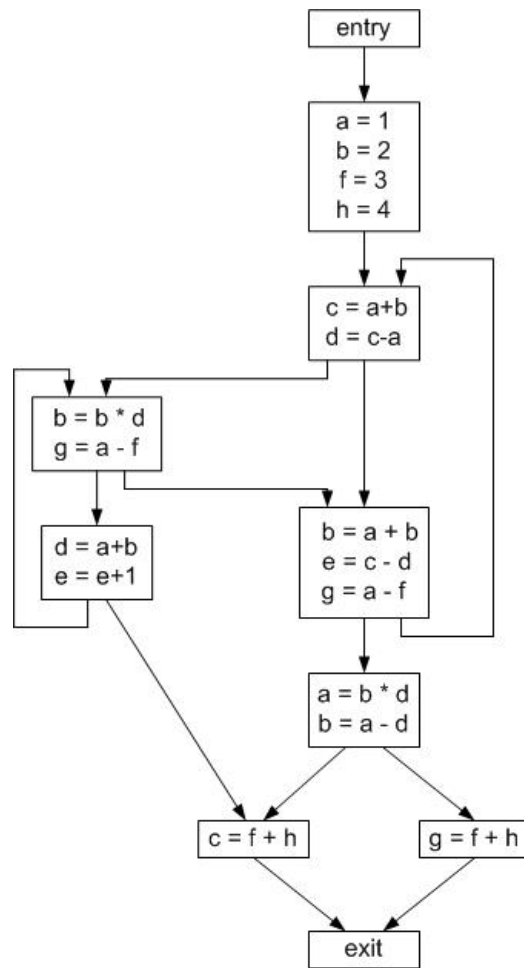 entry
a = 1
b = 2
f = 3
h = 4
c = a+b
d = c-a
b = b * d
g = a - f
d = a+b
e = e+1
b = a + b
e = c - d
g = a - f
a = b * d
b = a - d
c = f + h
g = f + h
exit